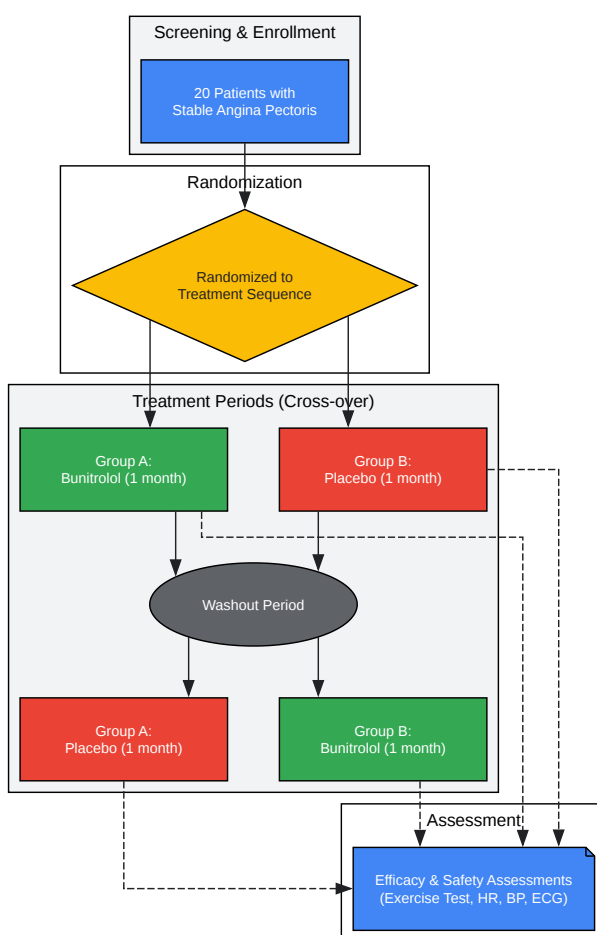 Screening & Enrollment
20 Patients with
Stable Angina Pectoris
Randomization
Randomized to
Treatment Sequence
Treatment Periods (Cross-over)
Group A:
Bunitrolol (1 month)
Group B:
Placebo (1 month)
Washout Period
Group A:
Placebo (1 month)
Group B:
Bunitrolol (1 month)
Assessment
Efficacy & Safety Assessments
(Exercise Test, HR, BP, ECG)